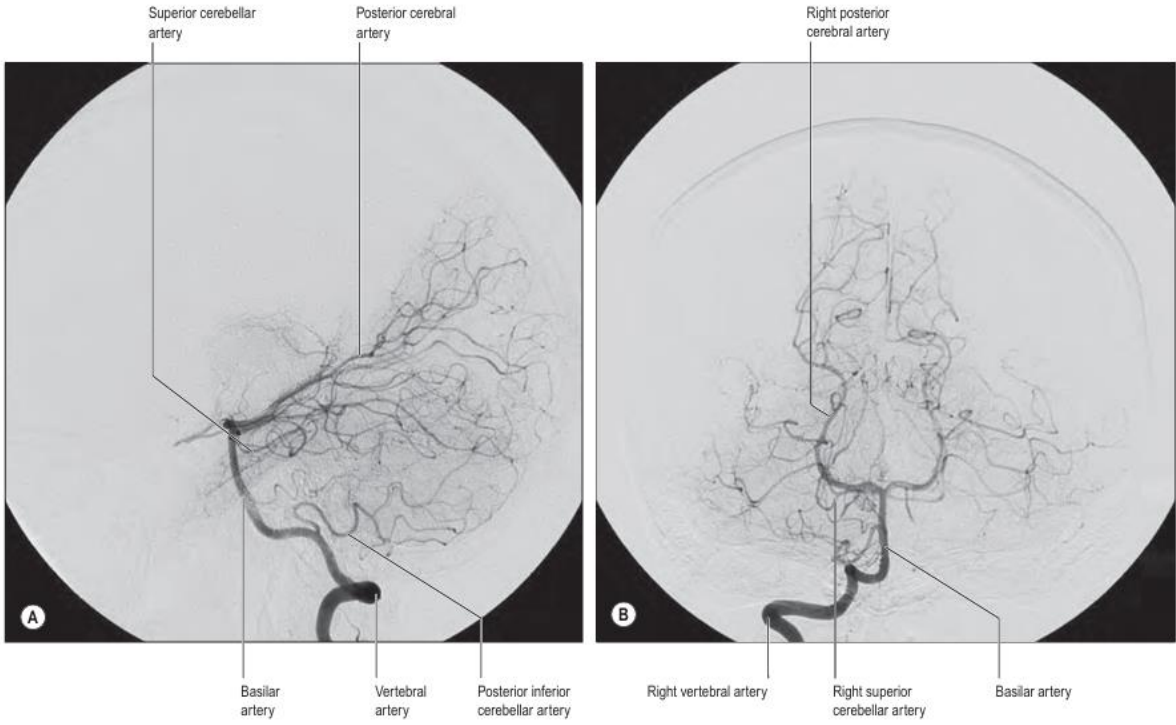 Superior cerebellar
artery
Posterior cerebral
artery
Right posterior
cerebral artery
A
B
Basilar
artery
Vertebral
artery
Posterior inferior
cerebellar artery
Right vertebral artery
Right superior
cerebellar artery
Basilar artery